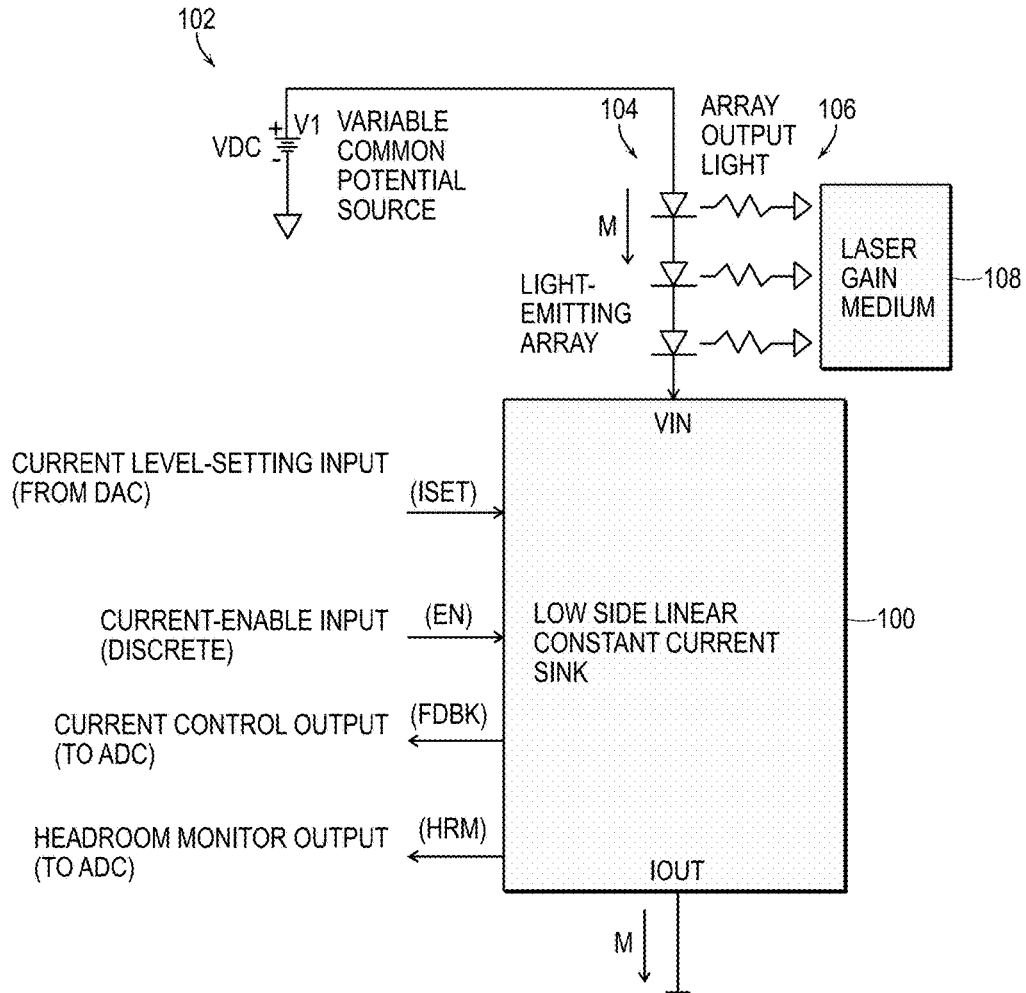 102
VDC
+
-
V1
VARIABLE
COMMON
POTENTIAL
SOURCE
104
ARRAY
OUTPUT
LIGHT
106
M
LIGHT-
EMITTING
ARRAY
LASER
GAIN
MEDIUM
108
VIN
CURRENT LEVEL-SETTING INPUT
(FROM DAC)
(ISET)
CURRENT-ENABLE INPUT
(DISCRETE)
(EN)
LOW SIDE LINEAR
CONSTANT CURRENT
SINK
100
CURRENT CONTROL OUTPUT
(TO ADC)
(FDBK)
HEADROOM MONITOR OUTPUT
(TO ADC)
(HRM)
IOUT
M